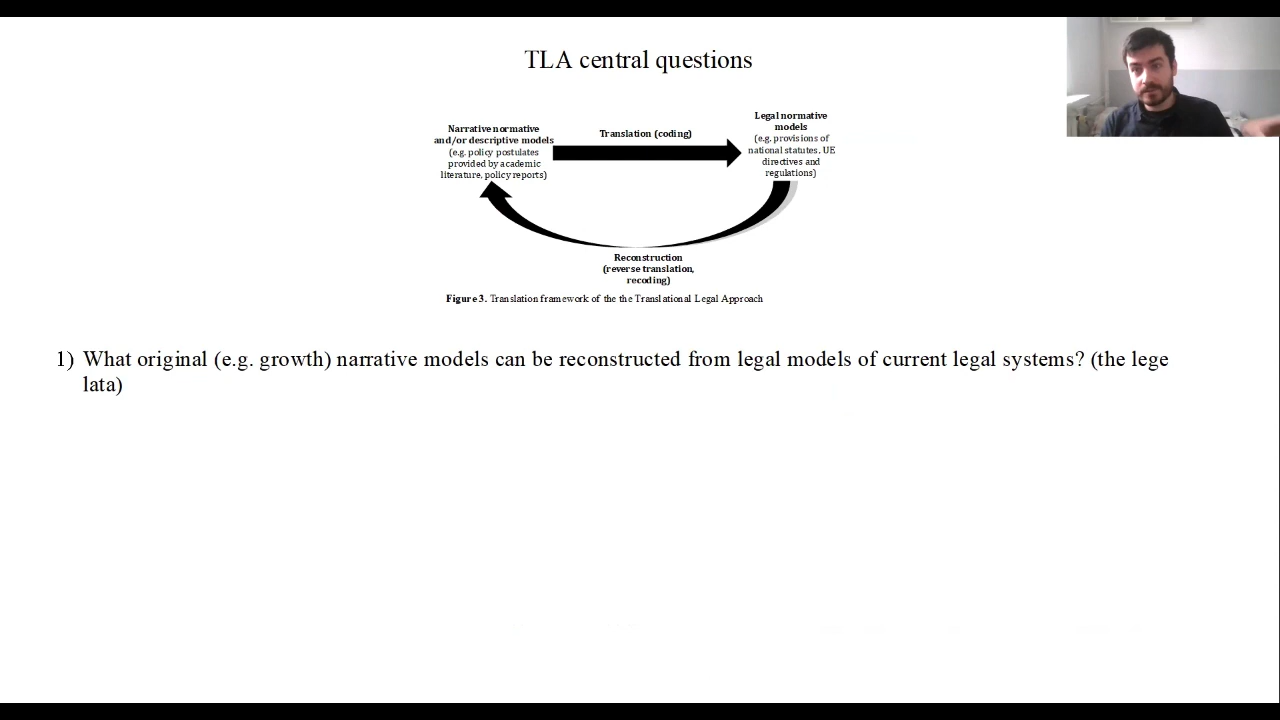 TLA central questions
Narrative normative
and/or descriptive models
(e.g. policy postulates
provided by academic
literature, policy reports)
Translation (coding)
Legal normative
models
(e.g. provisions of
national statutes, UE
directives and
regulations)
Reconstruction
(reverse translation,
recoding)
Figure 3. Translation framework of the the Translational Legal Approach
1) What original (e.g. growth) narrative models can be reconstructed from legal models of current legal systems? (the lege
lata)